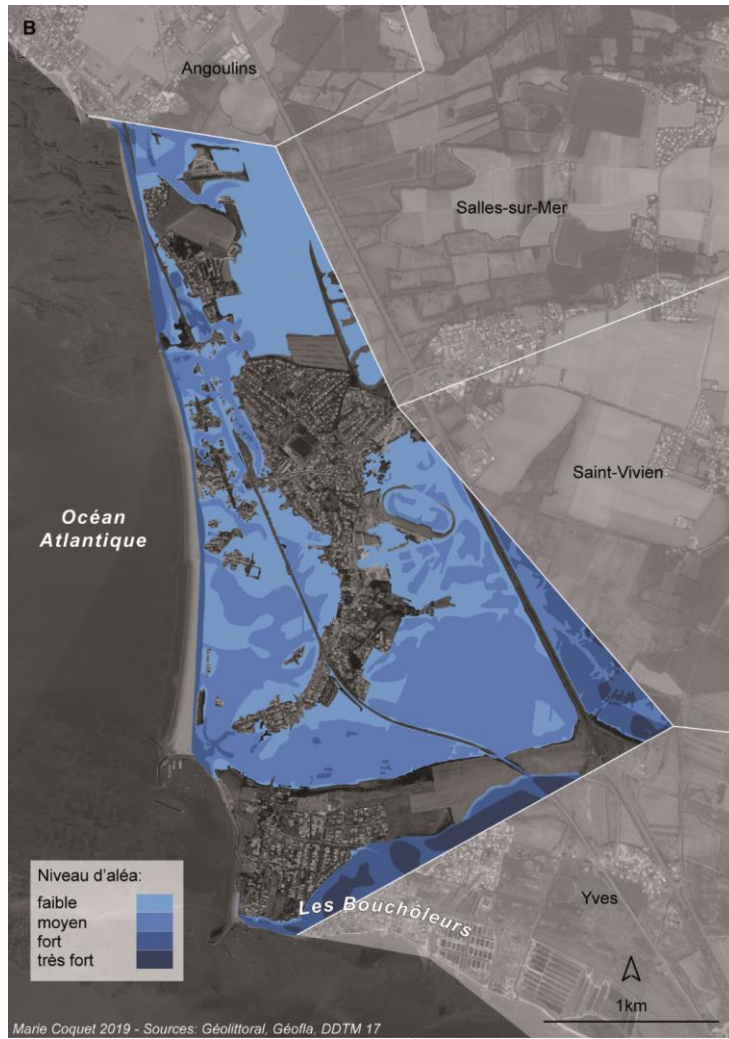 B
Angoulins
Salles-sur-Mer
Saint-Vivien
Océan
Atlantique
Niveau d'aléa:
faible
moyen
fort
très fort
Les Bouchôleurs
Yves
1km
Marie Coquet 2019 - Sources: Géolittoral, Géofla, DDTM 17